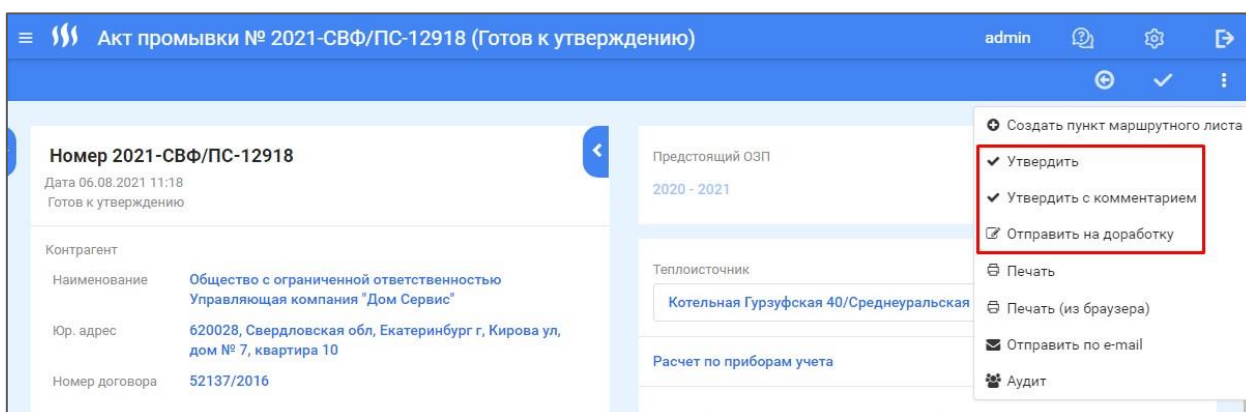 Акт промывки № 2021-СВФ/ПС-12918 (Готов к утверждению)
admin
Номер 2021-СВФ/ПС-12918
Дата 06.08.2021 11:18
Готов к утверждению
Контрагент
Наименование
Общество с ограниченной ответственностью
Управляющая компания "Дом Сервис"
Юр. адрес
620028, Свердловская обл, Екатеринбург г, Кирова ул,
дом № 7, квартира 10
Номер договора
52137/2016
Предстоящий ОЗП
2020 - 2021
Теплоисточник
Котельная Гурзуфская 40/Среднеуральская
Расчет по приборам учета
Создать пункт маршрутного листа
Утвердить
Утвердить с комментарием
Отправить на доработку
Печать
Печать (из браузера)
Отправить по e-mail
Аудит